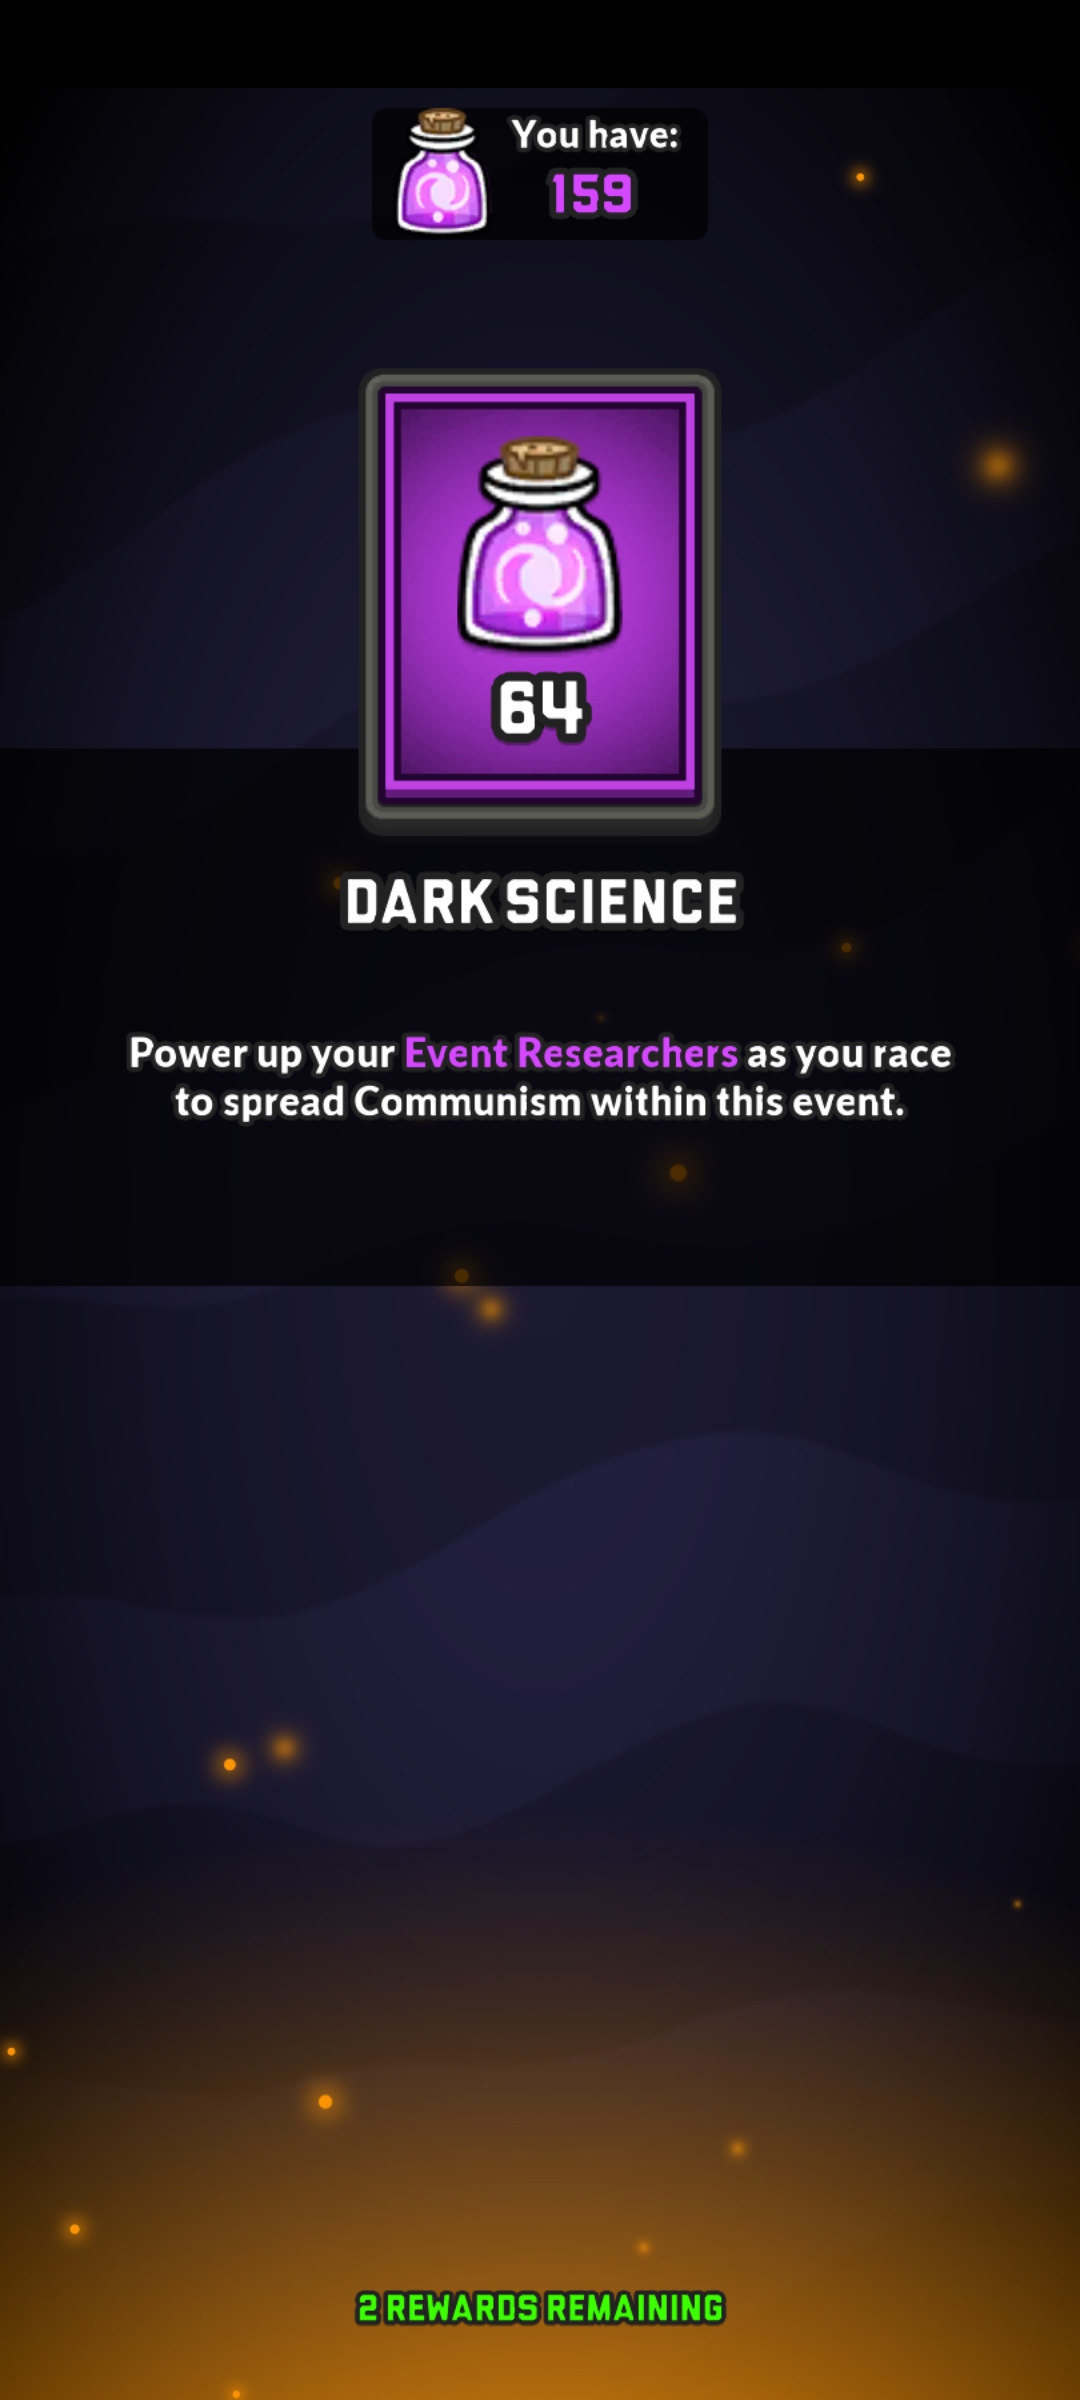 You have:
159
64
DARK SCIENCE
Power up your Event Researchers as you race
to spread Communism within this event.
2 REWARDS REMAINING